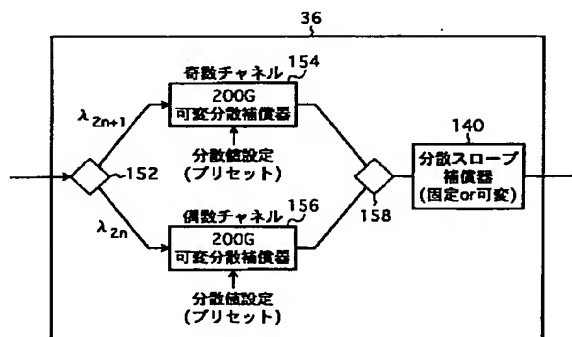 36
奇数チャネル
154
200G
可変分散補償器
λ2n+1
分散値設定
(プリセット)
152
140
分散スロープ
補償器
(固定or可変)
158
偶数チャネル
156
λ2n
200G
可変分散補償器
分散値設定
(プリセット)